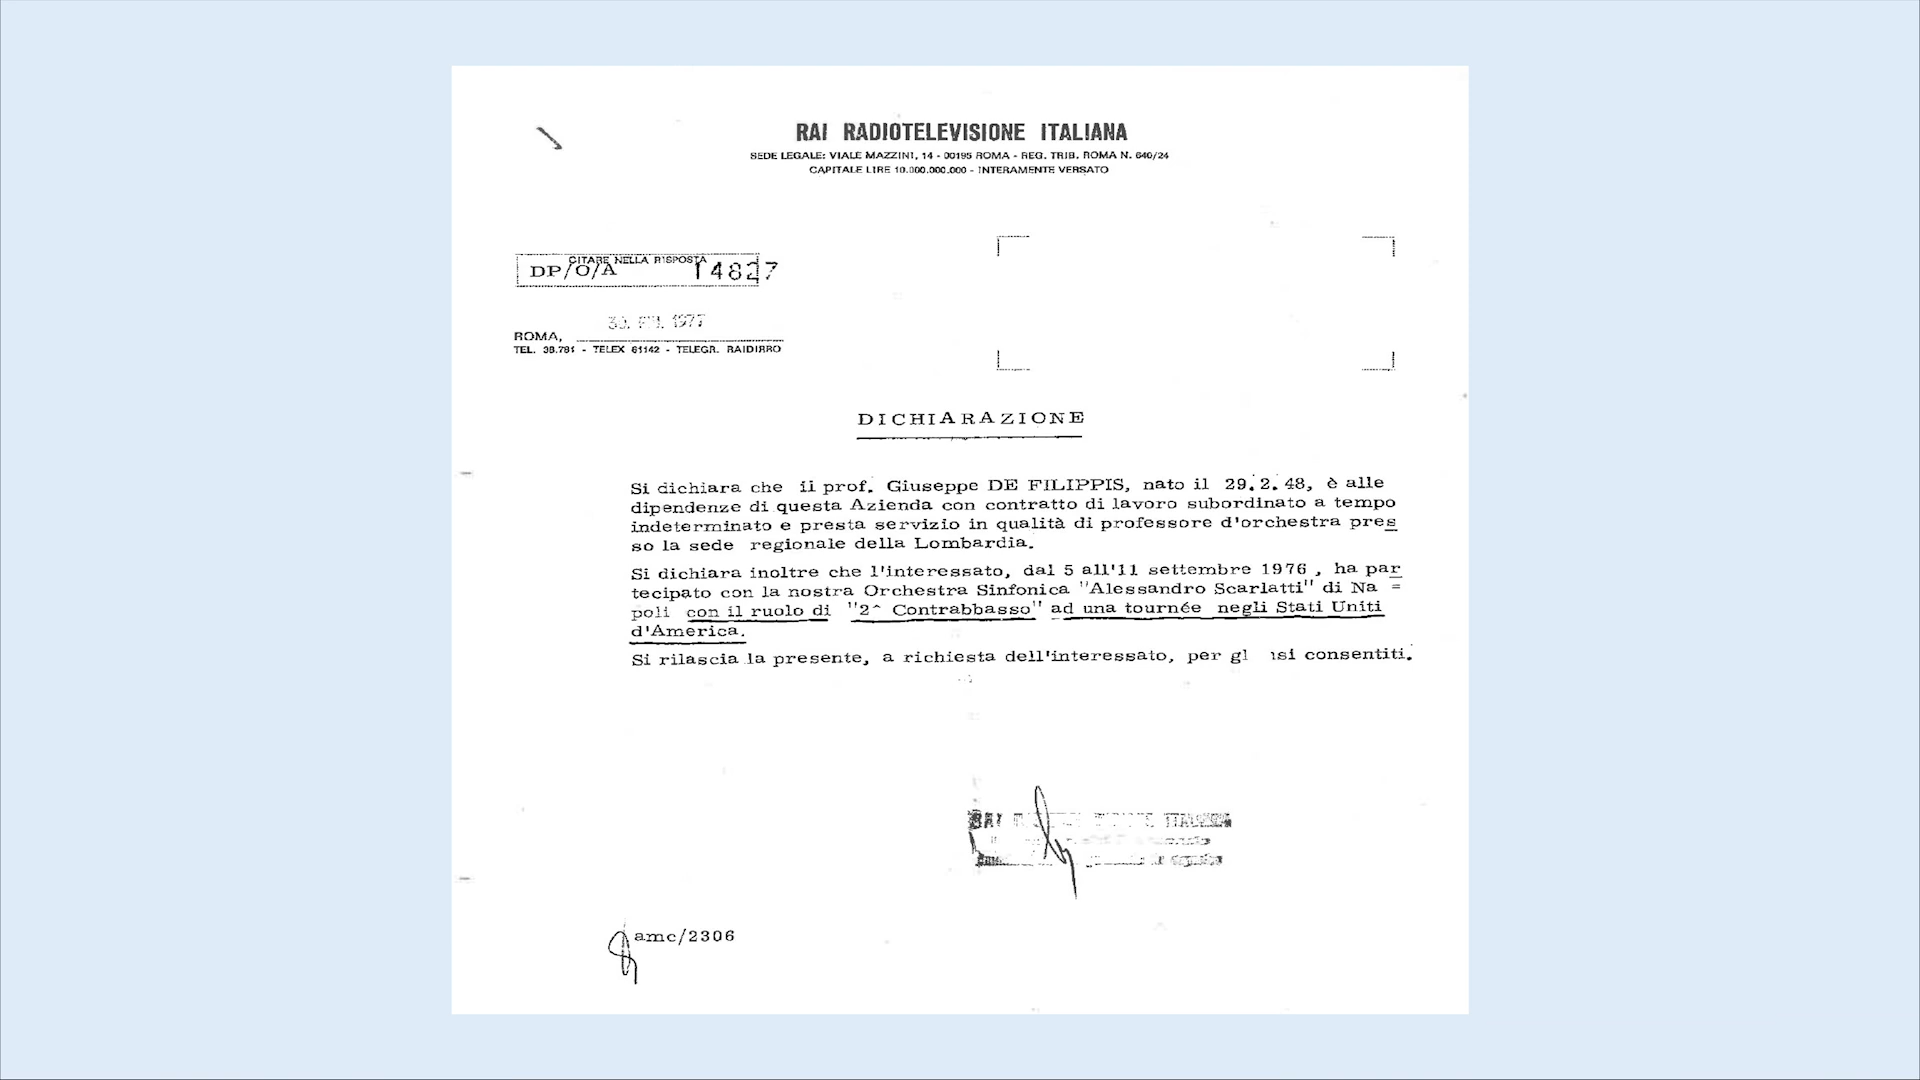 RAI RADIOTELEVISIONE ITALIANA
SEDE LEGALE: VIALE MAZZINI, 14 - 00195 ROMA - REG. TRIB. ROMA N. 640/24
CAPITALE LIRE 10.000.000.000 - INTERAMENTE VERSATO
CITARE NELLA RISPOSTA
DP/O/A 14827
30. 1977
ROMA,
TEL. 38.781 - TELEX 61142 - TELEGR. RAIDIRRO
DICHIARAZIONE
Si dichiara che il prof. Giuseppe DE FILIPPIS, nato il 29.2.48, è alle
dipendenze di questa Azienda con contratto di lavoro subordinato a tempo
indeterminato e presta servizio in qualità di professore d'orchestra pres
so la sede regionale della Lombardia.
Si dichiara inoltre che l'interessato, dal 5 all'11 settembre 1976, ha par
tecipato con la nostra Orchestra Sinfonica "Alessandro Scarlatti" di Na =
poli con il ruolo di "2^ Contrabbasso" ad una tournée negli Stati Uniti
d'America.
Si rilascia la presente, a richiesta dell'interessato, per gl usi consentiti.
RAI ITALIANA
amc/2306